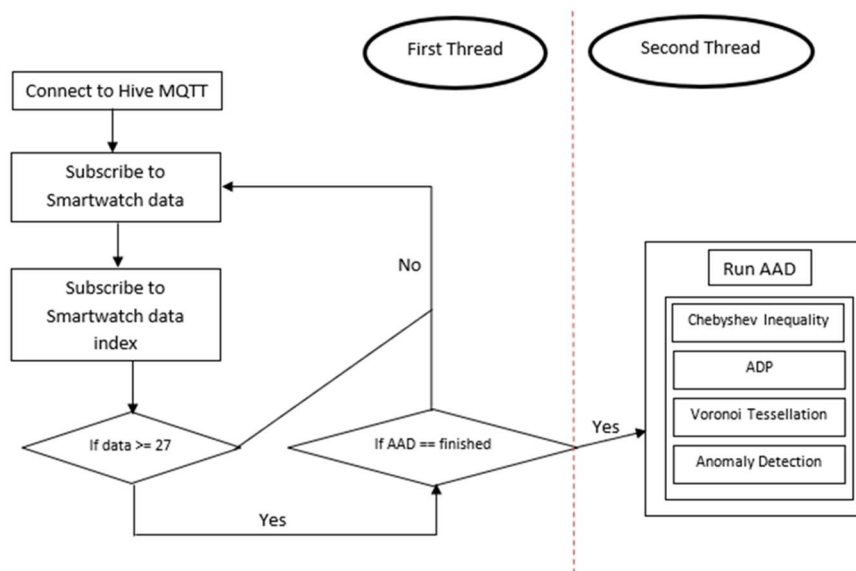 First Thread
Second Thread
Connect to Hive MQTT
Subscribe to
Smartwatch data
Subscribe to
Smartwatch data
index
No
If data >= 27
If AAD == finished
Yes
Yes
Run AAD
Chebyshev Inequality
ADP
Voronoi Tessellation
Anomaly Detection